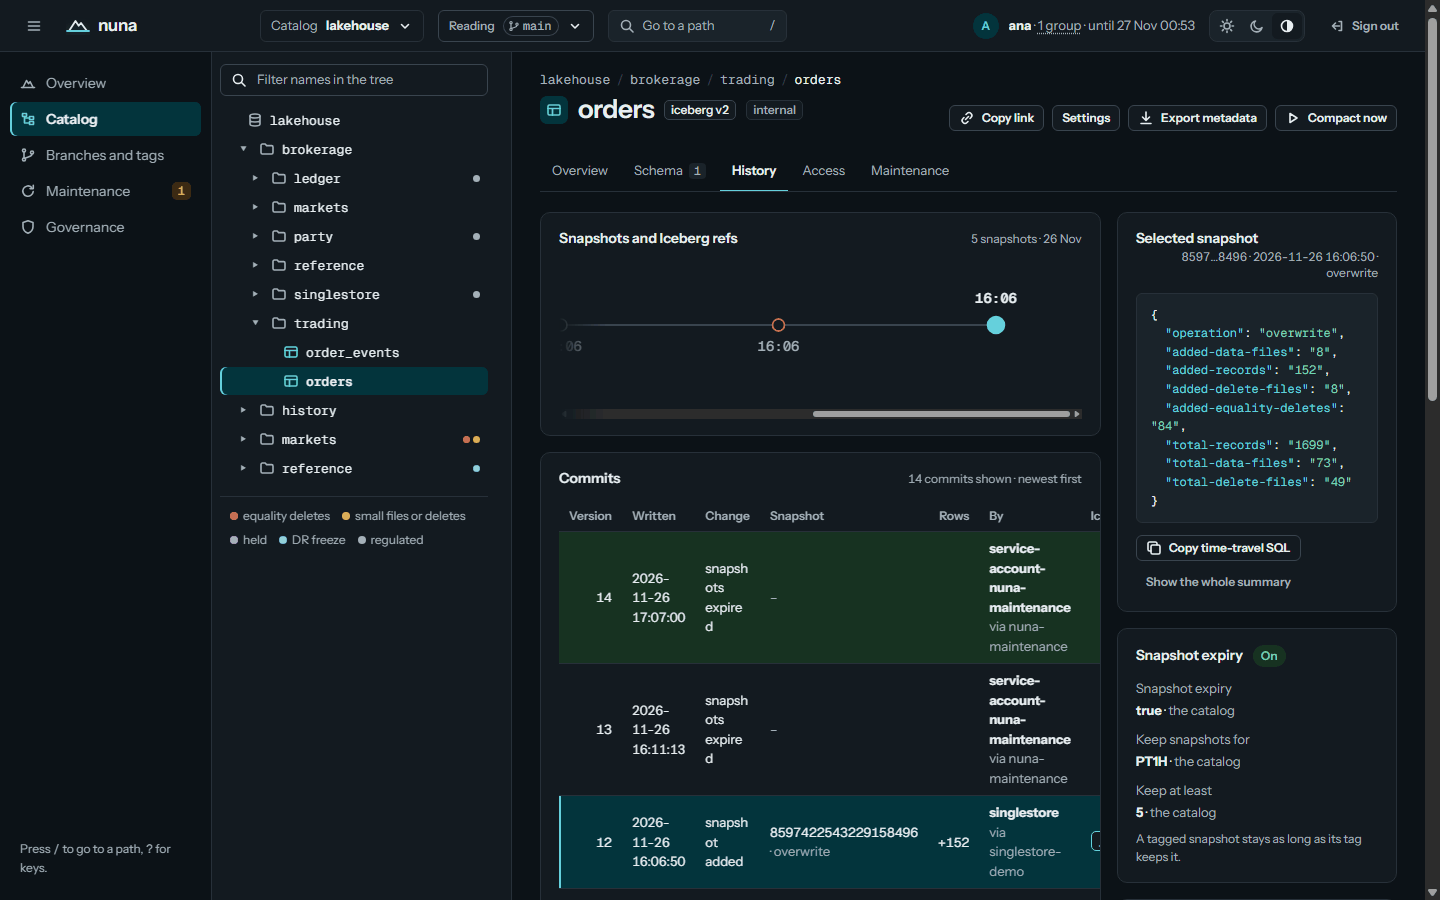 nuna
Catalog lakehouse
Reading main
Go to a path /
A ana · 1 group · until 27 Nov 00:53
Sign out
Overview
Catalog
Branches and tags
Maintenance 1
Governance
Press / to go to a path, ? for
keys.
Filter names in the tree
lakehouse
brokerage
ledger
markets
party
reference
singlestore
trading
order_events
orders
history
markets
reference
equality deletes small files or deletes
held DR freeze regulated
lakehouse / brokerage / trading / orders
orders iceberg v2 internal
Copy link Settings Export metadata Compact now
Overview Schema 1 History Access Maintenance
Snapshots and Iceberg refs 5 snapshots · 26 Nov
16:06
06 16:06
Commits 14 commits shown · newest first
Version Written Change Snapshot Rows By Ic
14 2026-11-26 17:07:00 snapshots expired – service-account-nuna-maintenance via nuna-maintenance
13 2026-11-26 16:11:13 snapshots expired – service-account-nuna-maintenance via nuna-maintenance
12 2026-11-26 16:06:50 snapshot added 8597422543229158496 · overwrite +152 singlestore via singlestore-demo
Selected snapshot
8597…8496 · 2026-11-26 16:06:50 ·
overwrite
{
"operation": "overwrite",
"added-data-files": "8",
"added-records": "152",
"added-delete-files": "8",
"added-equality-deletes":
"84",
"total-records": "1699",
"total-data-files": "73",
"total-delete-files": "49"
}
Copy time-travel SQL
Show the whole summary
Snapshot expiry On
Snapshot expiry
true · the catalog
Keep snapshots for
PT1H · the catalog
Keep at least
5 · the catalog
A tagged snapshot stays as long as its tag
keeps it.